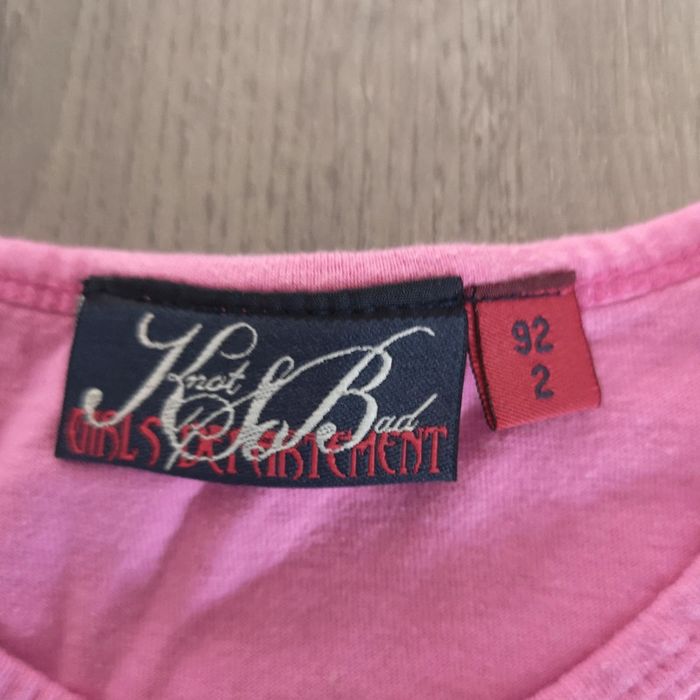 Knot So Bad
GIRLS DEPARTEMENT
92
2